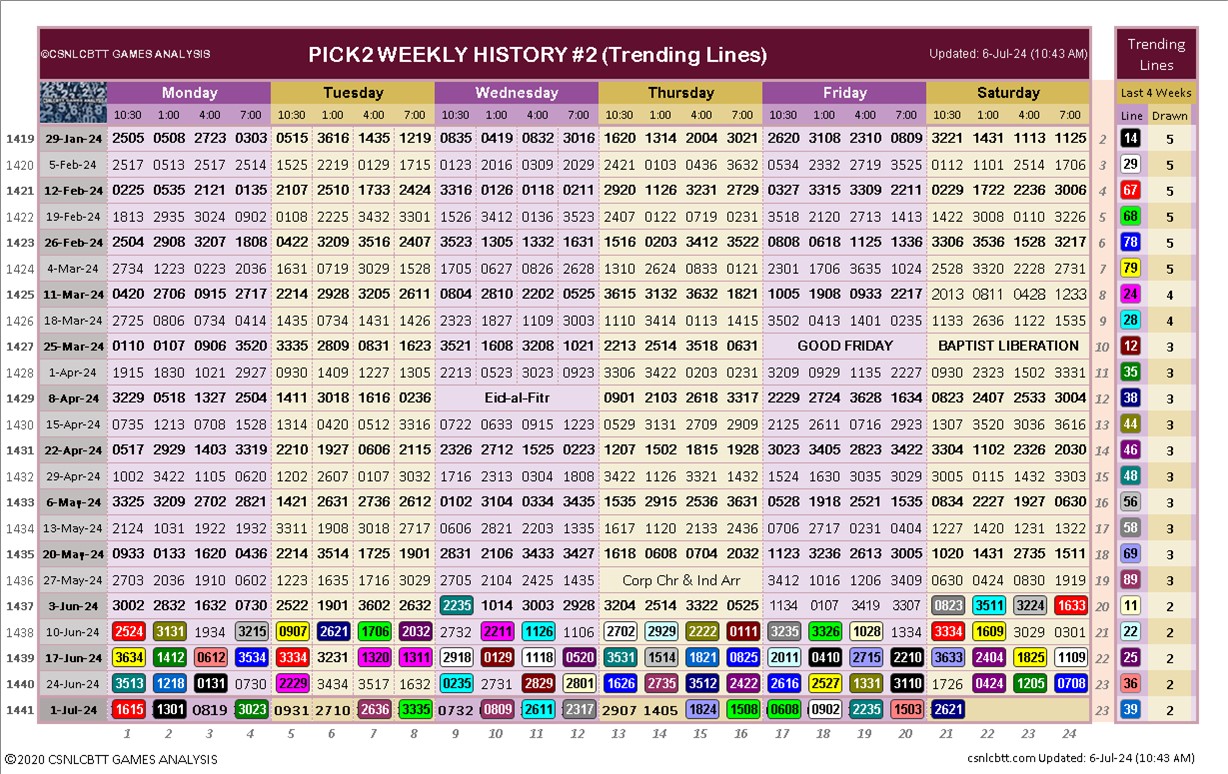 ©CSNLCBTT GAMES ANALYSIS PICK2 WEEKLY HISTORY #2 (Trending Lines) Updated: 6-Jul-24 (10:43 AM) Trending
Lines
Monday Tuesday Wednesday Thursday Friday Saturday Last 4 Weeks
10:30 1:00 4:00 7:00 10:30 1:00 4:00 7:00 10:30 1:00 4:00 7:00 10:30 1:00 4:00 7:00 10:30 1:00 4:00 7:00 10:30 1:00 4:00 7:00 Line Drawn
1419 29-Jan-24 2505 0508 2723 0303 0515 3616 1435 1219 0835 0419 0832 3016 1620 1314 2004 3021 2620 3108 2310 0809 3221 1431 1113 1125 2 14 5
1420 5-Feb-24 2517 0513 2517 2514 1525 2219 0129 1715 0123 2016 0309 2029 2421 0103 0436 3632 0534 2332 2719 3525 0112 1101 2514 1706 3 29 5
1421 12-Feb-24 0225 0535 2121 0135 2107 2510 1733 2424 3316 0126 0118 0211 2920 1126 3231 2729 0327 3315 3309 2211 0229 1722 2236 3006 4 67 5
1422 19-Feb-24 1813 2935 3024 0902 0108 2225 3432 3301 1526 3412 0136 3523 2407 0122 0719 0231 3518 2120 2713 1413 1422 3008 0110 3226 5 68 5
1423 26-Feb-24 2504 2908 3207 1808 0422 3209 3516 2407 3523 1305 1332 1631 1516 0203 3412 3522 0808 0618 1125 1336 3306 3536 1528 3217 6 78 5
1424 4-Mar-24 2734 1223 0223 2036 1631 0719 3029 1523 1705 0627 0826 2628 1310 2624 0833 0121 2301 1706 3635 1024 2528 3320 2228 2731 7 79 5
1425 11-Mar-24 0420 2706 0915 2717 2214 2928 3205 2617 0804 2810 2202 0525 3615 3132 3632 1821 1005 1908 0933 2217 2013 0811 0428 1233 8 24 4
1426 18-Mar-24 2725 0806 0734 0414 1435 0734 1431 1420 2323 1827 1109 3003 1110 3414 0113 1415 3502 0413 1401 0235 1133 2636 1122 1535 9 28 4
1427 25-Mar-24 0110 0107 0906 3520 3335 2809 0831 1623 3521 1608 3208 1021 2213 2514 3518 0631 GOOD FRIDAY BAPTIST LIBERATION 10 12 3
1428 1-Apr-24 1915 1830 1021 2927 0930 1409 1227 1305 2213 0523 3023 0923 3306 3422 0203 0231 3209 0929 1135 2227 0930 2323 1502 3331 11 35 3
1429 8-Apr-24 3229 0518 1327 2504 1411 3018 1616 0236 Eid-al-Fitr 0901 2103 2618 3317 2229 2724 3628 1634 0823 2407 2533 3004 12 38 3
1430 15-Apr-24 0735 1213 0708 1528 1314 0420 0512 3310 0722 0633 0915 1223 0529 3131 2709 2909 2125 2611 0716 2923 1307 3520 3036 3616 13 44 3
1431 22-Apr-24 0517 2929 1403 3319 2210 1927 0606 2119 2326 2713 1525 0223 1207 1502 1815 1928 3023 3405 2823 3422 3304 1102 2326 2030 14 46 3
1432 29-Apr-24 1002 3422 1105 0620 1202 2607 0107 3035 1716 2313 0304 1808 3422 1126 3321 1432 1524 1630 3035 3029 3005 0115 1432 3303 15 48 3
1433 6-May-24 3325 3209 2702 2821 1421 2631 2736 2612 0102 3104 0334 3435 1535 2915 2536 3631 0528 1918 2521 1535 0834 2227 1927 0630 16 56 3
1434 13-May-24 2124 1031 1922 1932 3311 1908 3018 2717 0606 2821 2203 1335 1617 1120 2133 2436 0706 2717 0231 0404 1227 1420 1231 1322 17 58 3
1435 20-May-24 0933 0133 1620 0436 2214 3514 1725 1901 2831 2106 3433 3427 1618 0608 0704 2032 1123 3236 2613 3005 1020 1431 2735 1511 18 69 3
1436 27-May-24 2703 2036 1910 0602 1223 1635 1716 3029 2705 2104 2425 1435 Corp Chr & Ind Arr 3412 1016 1206 3409 0630 0424 0830 1919 19 89 3
1437 3-Jun-24 3002 2832 1632 0730 2522 1901 3602 2632 2235 1014 3003 2928 3204 2514 3322 0525 1134 0107 3419 3307 0823 3511 3224 1633 20 11 2
1438 10-Jun-24 2524 3131 1934 3215 0907 2621 1706 2032 2732 2211 1126 1106 2702 2929 2222 0111 3235 3326 1028 1334 3334 1609 3029 0301 21 22 2
1439 17-Jun-24 3634 1412 0612 3534 3334 3231 1320 1311 2918 0129 1118 0520 3531 1514 1821 0825 2011 0410 2715 2210 3633 2404 1825 1109 22 25 2
1440 24-Jun-24 3513 1218 0131 0730 2229 3434 3517 1632 0235 2731 2829 2801 1626 2735 3512 2422 2616 2527 1331 3110 1726 0424 1205 0708 23 36 2
1441 1-Jul-24 1615 1301 0819 3023 0931 2710 2636 3335 0732 0809 2611 2317 2907 1405 1824 1508 0608 0902 2235 1503 2621 23 39 2
1 2 3 4 5 6 7 8 9 10 11 12 13 14 15 16 17 18 19 20 21 22 23 24
©2020 CSNLCBTT GAMES ANALYSIS csnlcbtt.com Updated: 6-Jul-24 (10:43 AM)